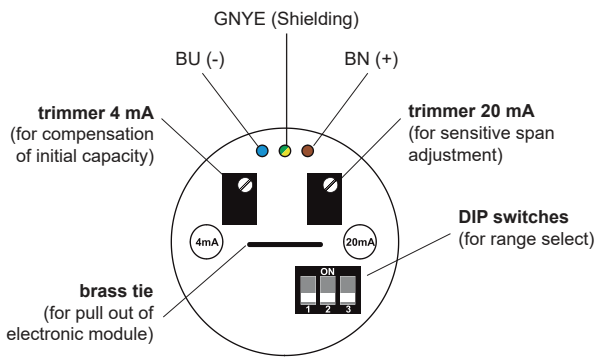 GNYE (Shielding)
BU (-)
BN (+)
trimmer 4 mA
(for compensation
of initial capacity)
trimmer 20 mA
(for sensitive span
adjustment)
4mA
20mA
DIP switches
(for range select)
ON
1 2 3
brass tie
(for pull out of
electronic module)